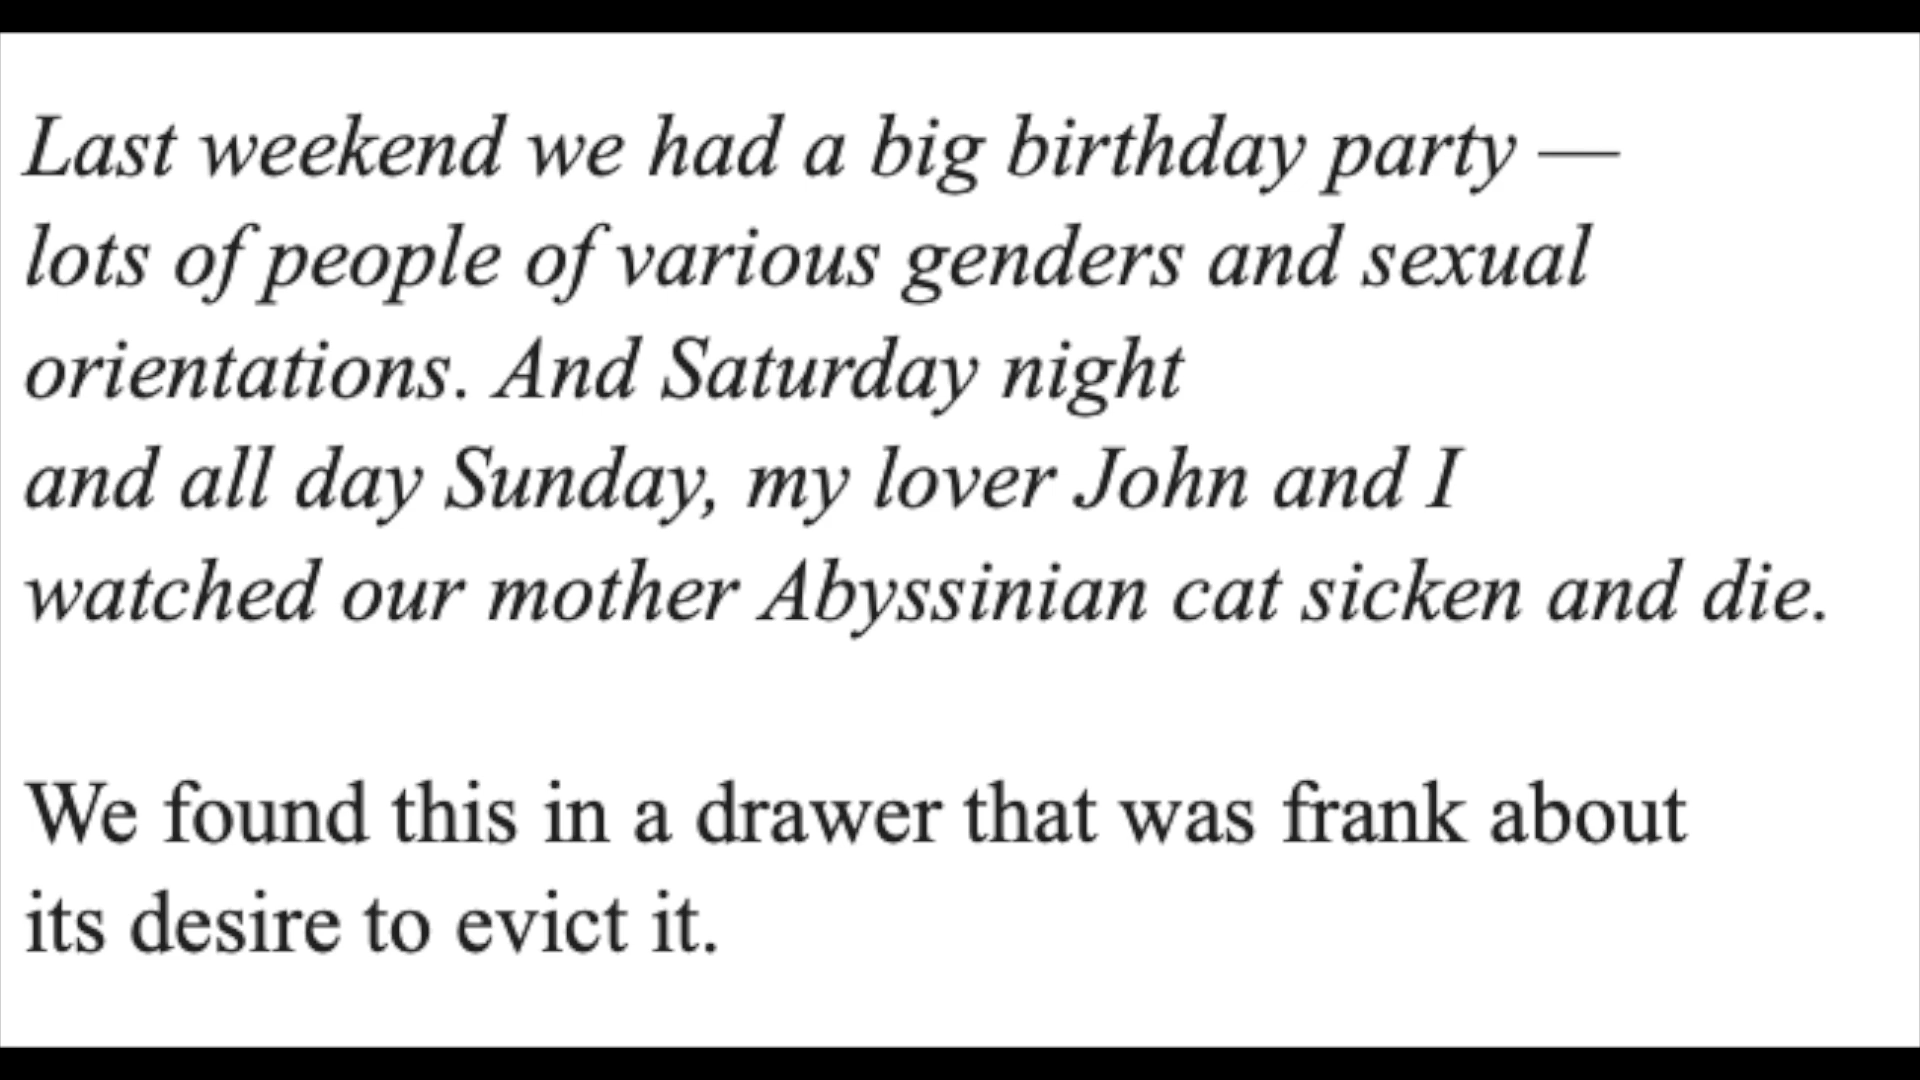 Last weekend we had a big birthday party —
lots of people of various genders and sexual
orientations. And Saturday night
and all day Sunday, my lover John and I
watched our mother Abyssinian cat sicken and die.
We found this in a drawer that was frank about
its desire to evict it.